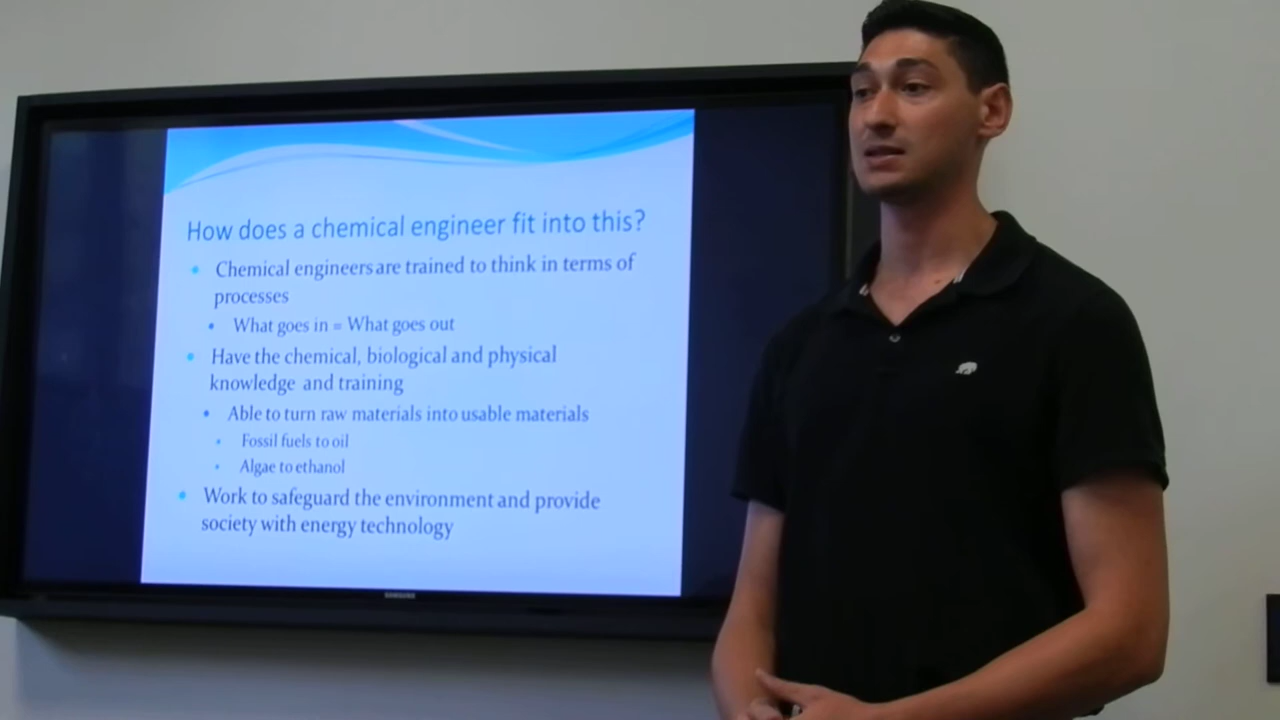 How does a chemical engineer fit into this?
Chemical engineers are trained to think in terms of
processes
What goes in = What goes out
Have the chemical, biological and physical
knowledge and training
Able to turn raw materials into usable materials
Fossil fuels to oil
Algae to ethanol
Work to safeguard the environment and provide
society with energy technology
SAMSUNG